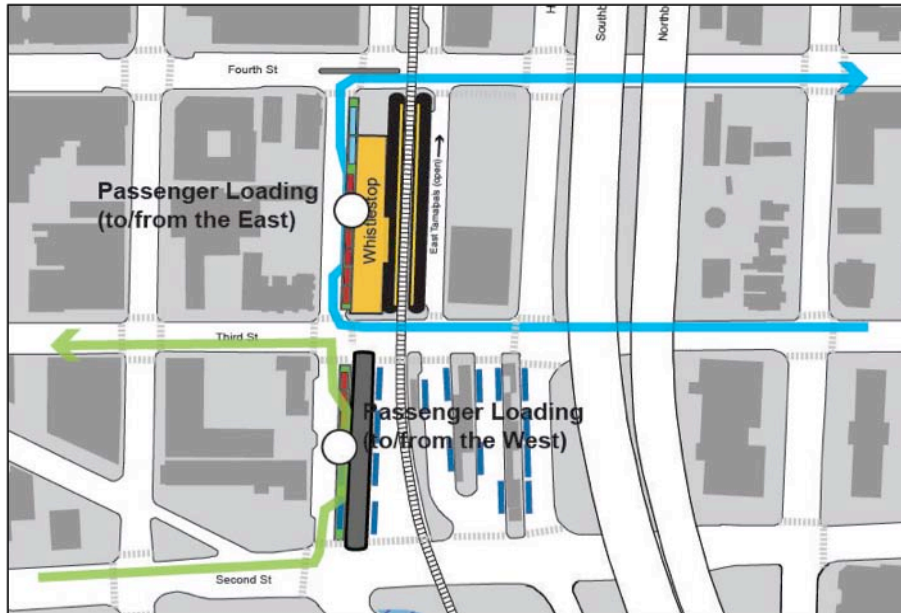 H
Southb
Northb
Fourth St
Passenger Loading
(to/from the East)
Whistlestop
East Tamalpais (open)
Third St
Passenger Loading
(to/from the West)
Second St